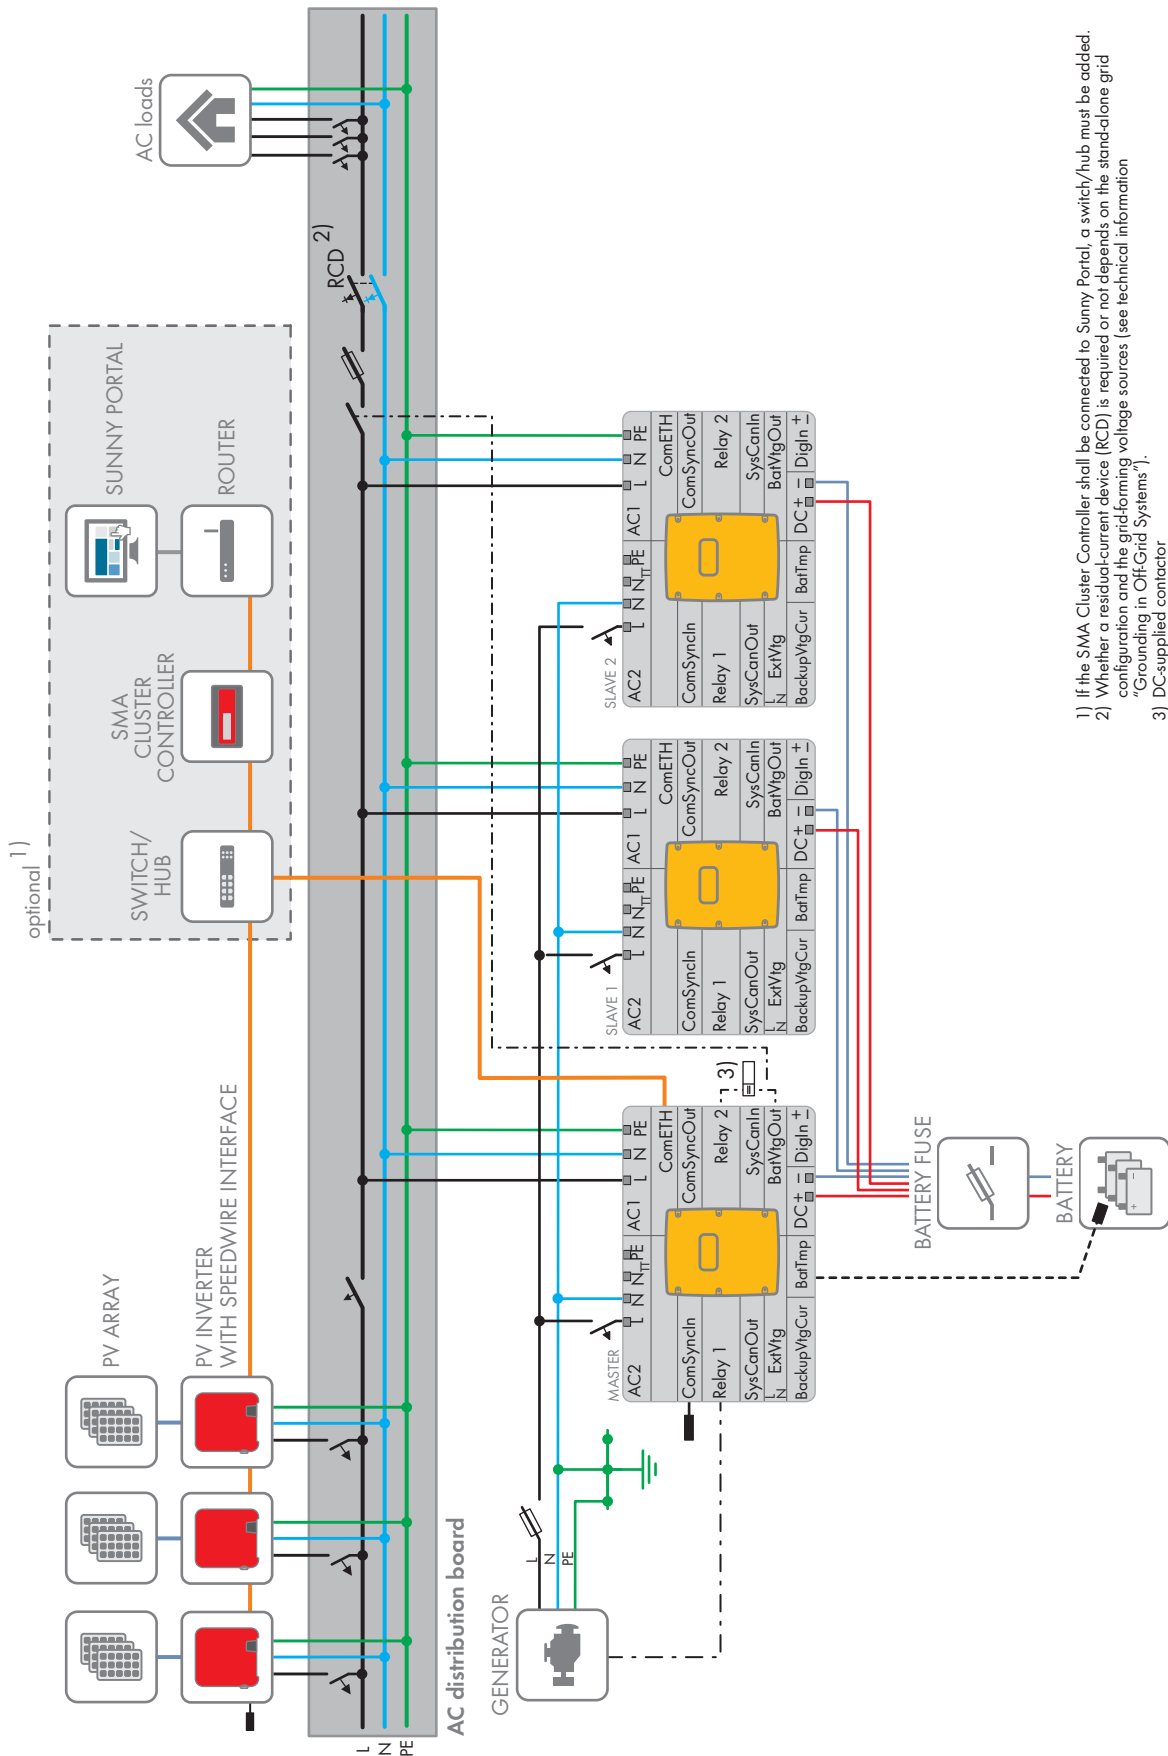 optional 1)
SUNNY PORTAL
ROUTER
SMA
CLUSTER
CONTROLLER
SWITCH/
HUB
AC loads
PV ARRAY
PV INVERTER
WITH SPEEDWIRE INTERFACE
RCD 2)
L
N
PE
AC distribution board
GENERATOR
L
N
PE
MASTER
AC2
L
N
NTT
PE
AC1
L
N
PE
ComETH
ComSyncIn
ComSyncOut
Relay 1
Relay 2
SysCanOut
SysCanIn
L
N
ExtVtg
BatVtgOut
BackupVtgCur
BatTmp
DC + −
DigIn + −
3)
SLAVE 1
AC2
L
N
NTT
PE
AC1
L
N
PE
ComETH
ComSyncIn
ComSyncOut
Relay 1
Relay 2
SysCanOut
SysCanIn
L
N
ExtVtg
BatVtgOut
BackupVtgCur
BatTmp
DC + −
DigIn + −
SLAVE 2
AC2
L
N
NTT
PE
AC1
L
N
PE
ComETH
ComSyncIn
ComSyncOut
Relay 1
Relay 2
SysCanOut
SysCanIn
L
N
ExtVtg
BatVtgOut
BackupVtgCur
BatTmp
DC + −
DigIn + −
BATTERY FUSE
BATTERY
1) If the SMA Cluster Controller shall be connected to Sunny Portal, a switch/hub must be added.
2) Whether a residual-current device (RCD) is required or not depends on the stand-alone grid
configuration and the grid-forming voltage sources (see technical information
"Grounding in Off-Grid Systems").
3) DC-supplied contactor